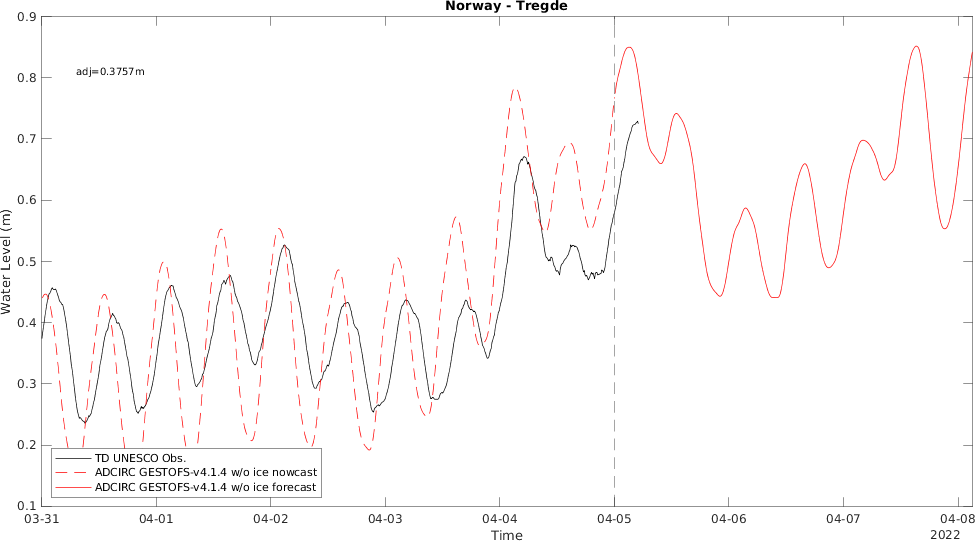 Norway - Tregde
0.9
adj=0.3757m
0.8
0.7
0.6
0.5
Water Level (m)
0.4
0.3
0.2
TD UNESCO Obs.
ADCIRC GESTOFS-v4.1.4 w/o ice nowcast
ADCIRC GESTOFS-v4.1.4 w/o ice forecast
0.1
03-31 04-01 04-02 04-03 04-04 04-05 04-06 04-07 04-08
Time 2022